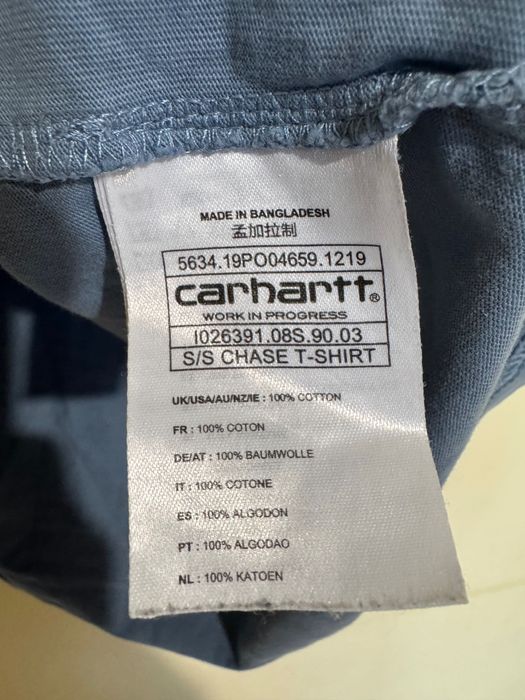 MADE IN BANGLADESH
孟加拉制
5634.19PO04659.1219
carhartt®
WORK IN PROGRESS
I026391.08S.90.03
S/S CHASE T-SHIRT
UK/USA/AU/NZ/IE : 100% COTTON
FR : 100% COTON
DE/AT : 100% BAUMWOLLE
IT : 100% COTONE
ES : 100% ALGODON
PT : 100% ALGODAO
NL : 100% KATOEN